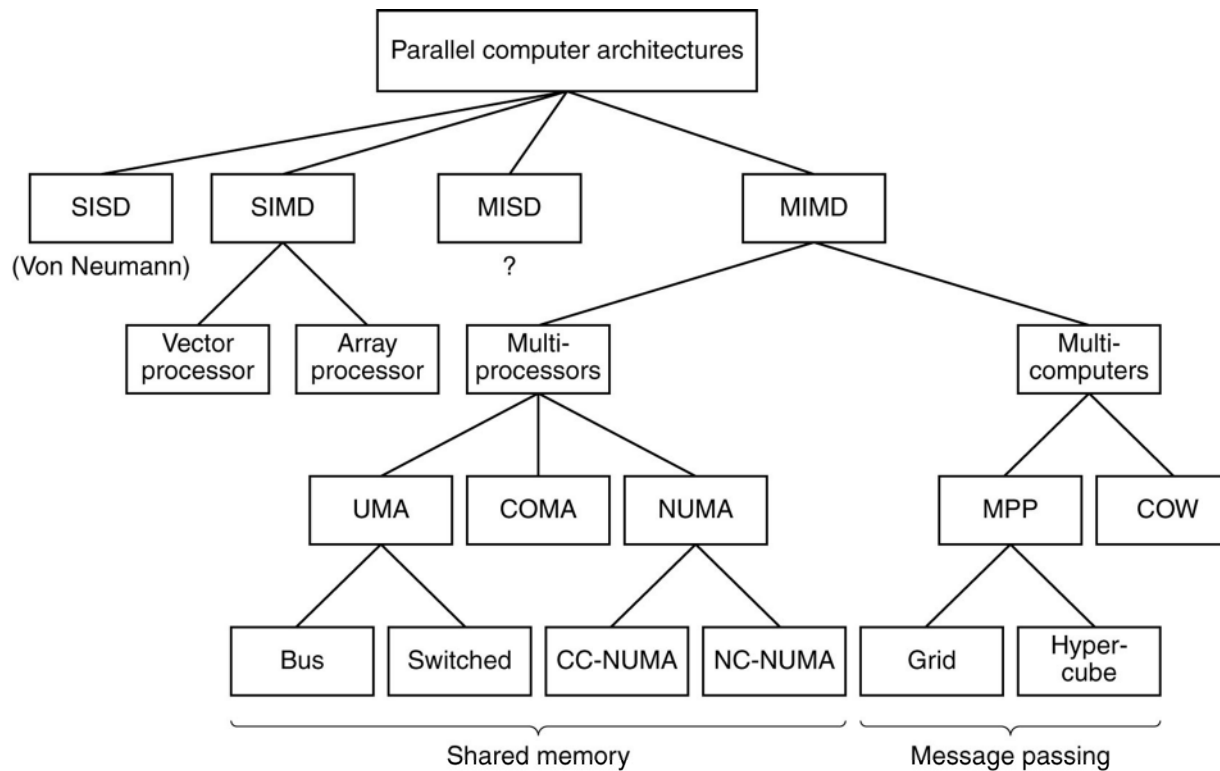 Parallel computer architectures
SISD
SIMD
MISD
MIMD
(Von Neumann)
?
Vector
processor
Array
processor
Multi-
processors
Multi-
computers
UMA
COMA
NUMA
MPP
COW
Bus
Switched
CC-NUMA
NC-NUMA
Grid
Hyper-
cube
Shared memory
Message passing